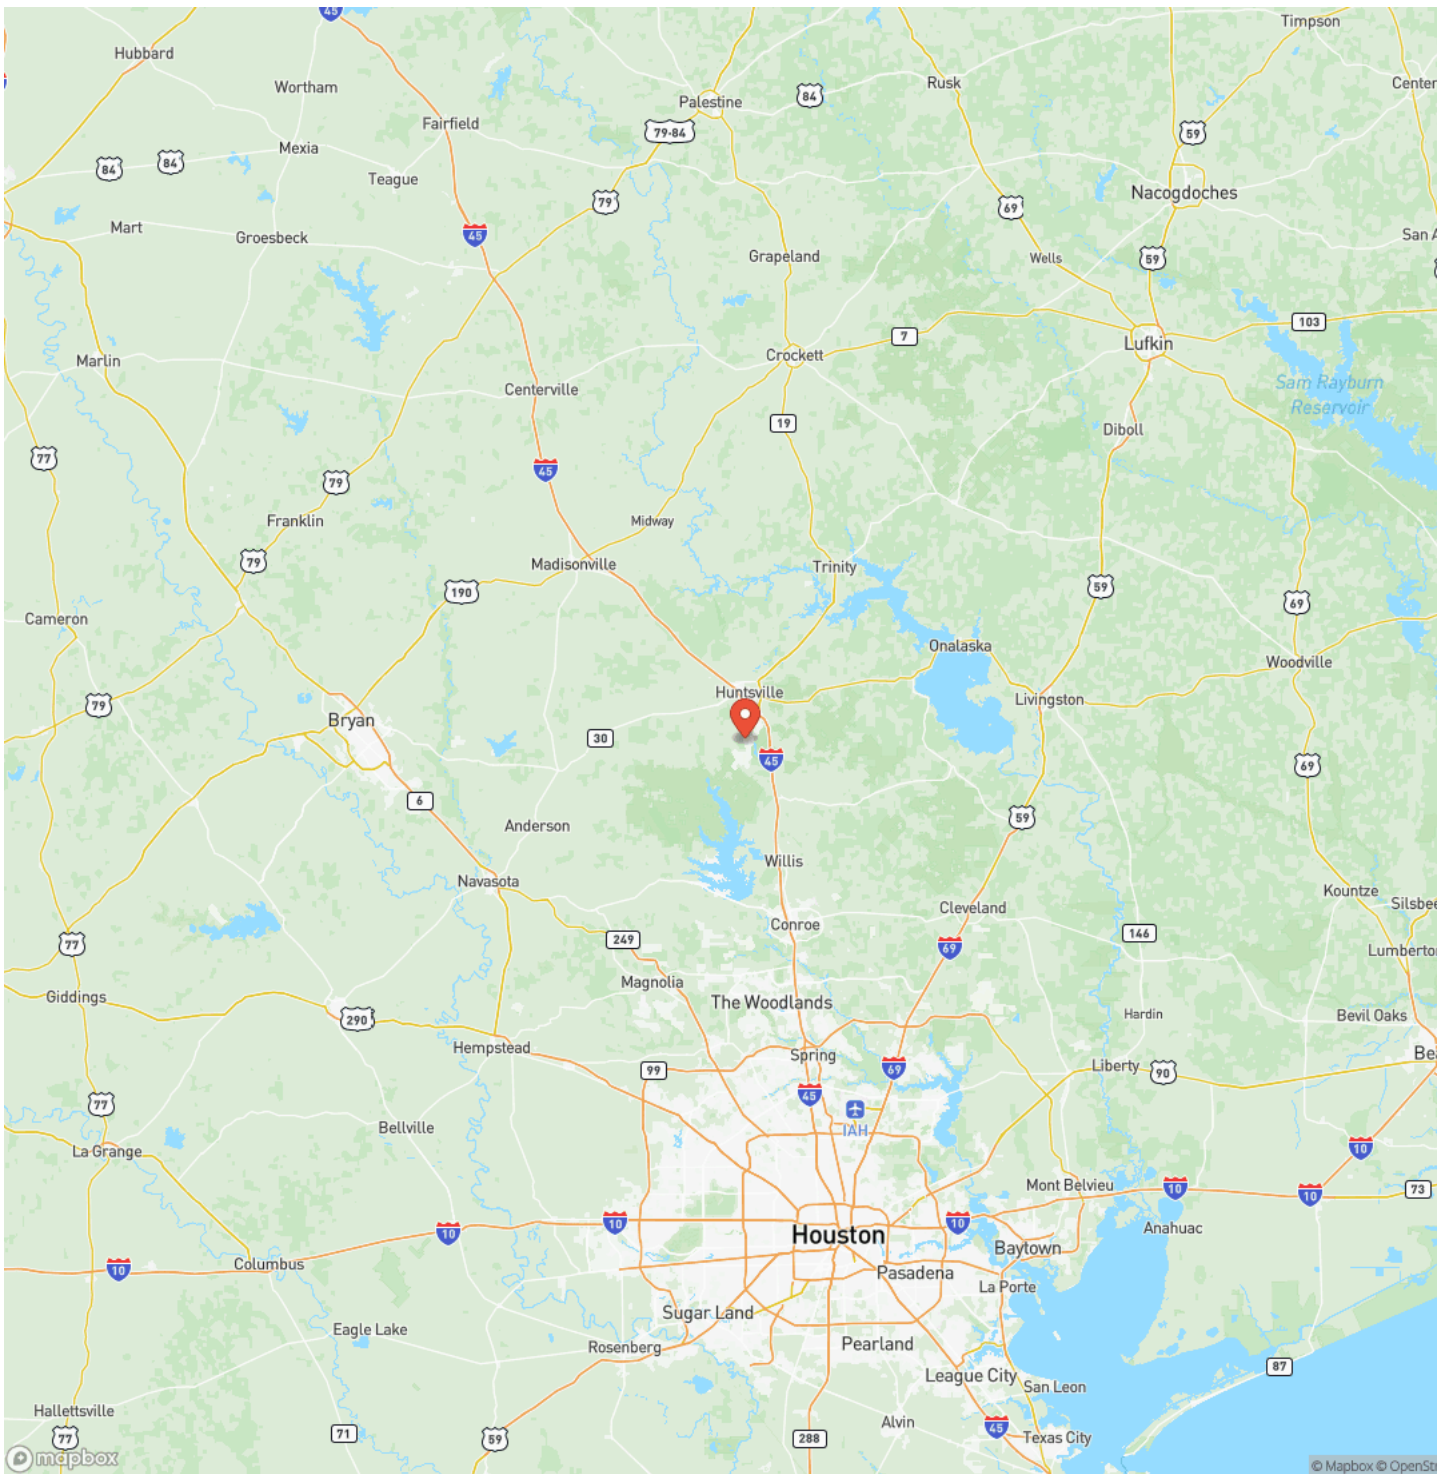 45
Timpson
Hubbard
Wortham
Rusk
Center
Palestine
84
Fairfield
79-84
59
Mexia
84
84
Teague
Nacogdoches
79
69
Mart
Groesbeck
45
San A
Grapeland
Wells
59
103
7
Lufkin
Marlin
Crockett
Centerville
Sam Rayburn
Reservoir
19
Diboll
77
45
79
Franklin
Midway
79
Madisonville
Trinity
190
59
69
Cameron
Onalaska
Woodville
Huntsville
Livingston
79
Bryan
30
45
69
6
59
Anderson
Willis
Navasota
Kountze
Silsbee
Cleveland
Conroe
146
77
249
69
Lumberto
Magnolia
Giddings
The Woodlands
Hardin
Bevil Oaks
290
Hempstead
Spring
Be
99
69
Liberty
90
45
77
IAH
Bellville
La Grange
10
Mont Belvieu
10
10
73
10
10
10
Anahuac
Houston
Baytown
Columbus
10
Pasadena
La Porte
Sugar Land
Eagle Lake
Rosenberg
Pearland
87
League City
San Leon
Hallettsville
Alvin
45
71
77
59
288
Texas City
mapbox
© Mapbox © OpenStr